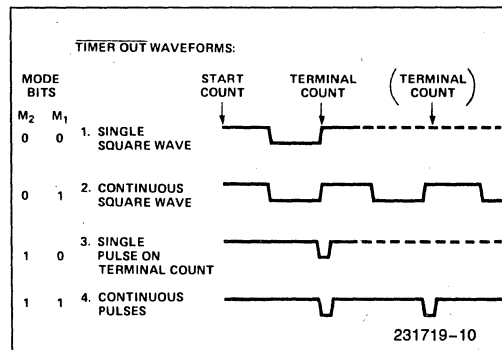 TIMER OUT WAVEFORMS:
MODE BITS
START COUNT
TERMINAL COUNT
(TERMINAL COUNT)
M2 M1
0 0 1. SINGLE SQUARE WAVE
0 1 2. CONTINUOUS SQUARE WAVE
1 0 3. SINGLE PULSE ON TERMINAL COUNT
1 1 4. CONTINUOUS PULSES
231719-10